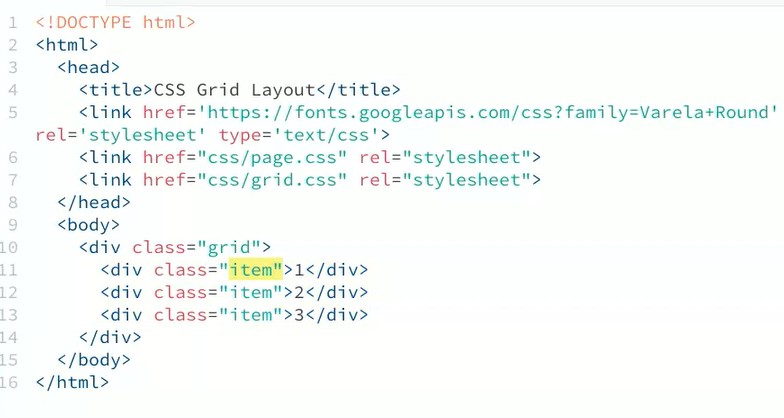 1 <!DOCTYPE html>
2 <html>
3   <head>
4     <title>CSS Grid Layout</title>
5     <link href='https://fonts.googleapis.com/css?family=Varela+Round'
rel='stylesheet' type='text/css'>
6     <link href="css/page.css" rel="stylesheet">
7     <link href="css/grid.css" rel="stylesheet">
8   </head>
9   <body>
10     <div class="grid">
11       <div class="item">1</div>
12       <div class="item">2</div>
13       <div class="item">3</div>
14     </div>
15   </body>
16 </html>